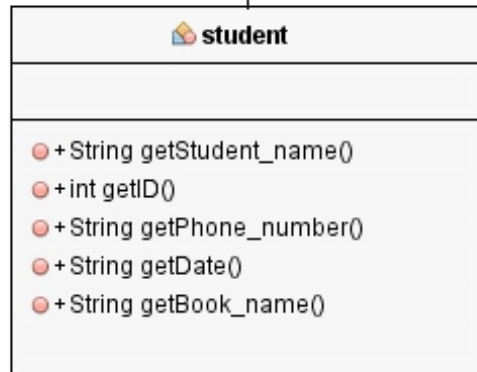 student
+String getStudent_name()
+int getID()
+String getPhone_number()
+String getDate()
+String getBook_name()